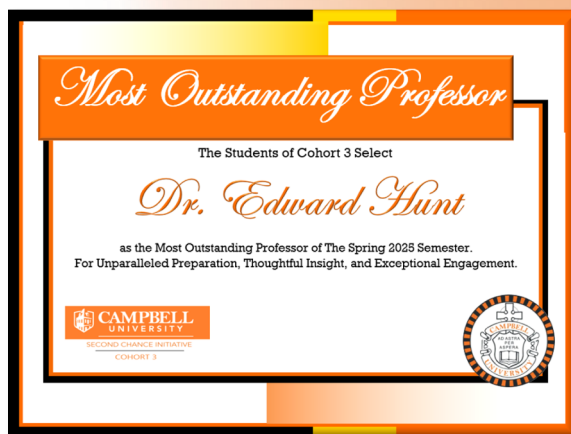 Most Outstanding Professor
The Students of Cohort 3 Select
Dr. Edward Hunt
as the Most Outstanding Professor of The Spring 2025 Semester.
For Unparalleled Preparation, Thoughtful Insight, and Exceptional Engagement.
CAMPBELL
UNIVERSITY
SECOND CHANCE INITIATIVE
COHORT 3
CAMPBELL
AD ASTRA
PER
ASPERA
UNIVERSITY